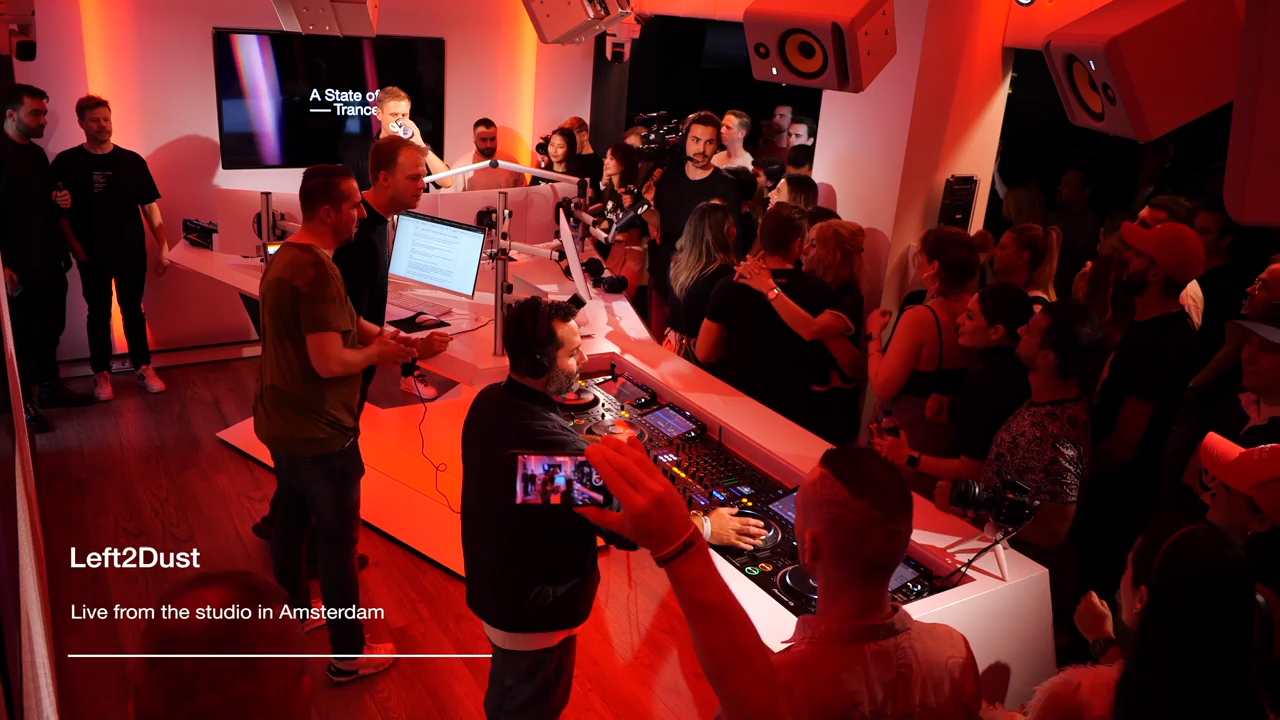 A State of
— Trance
Left2Dust
Live from the studio in Amsterdam